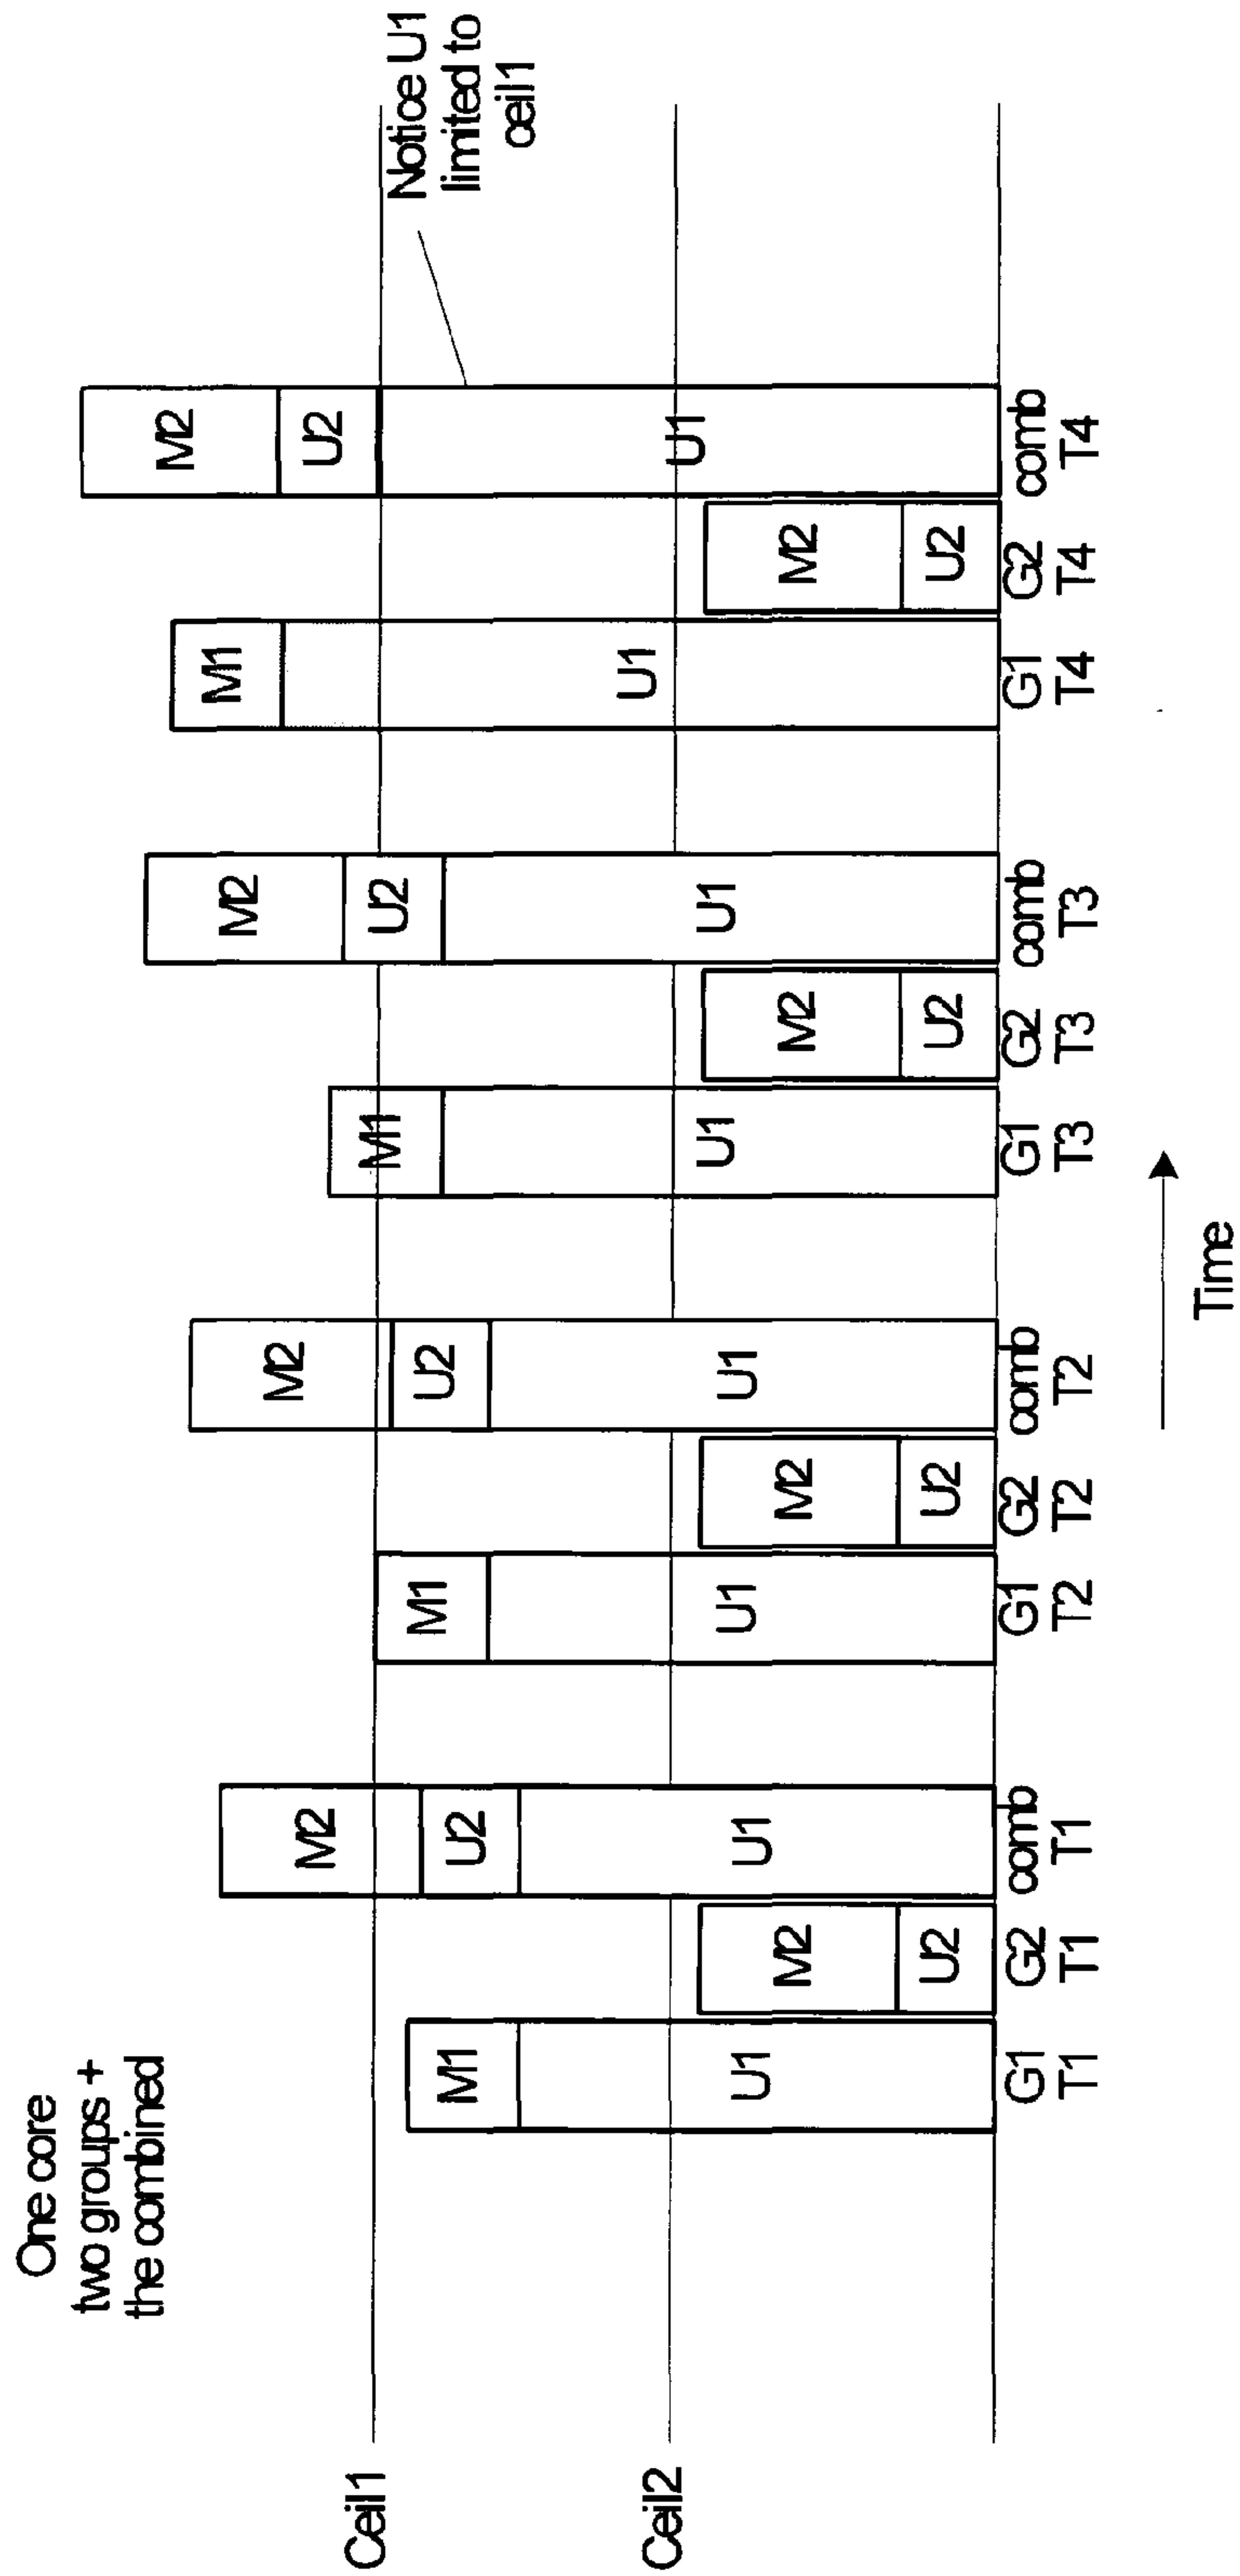 One core
two groups +
the combined
Notice U1
limited to
ceil1
Ceil1
Ceil2
M1
U1
M2
U2
M2
U2
U1
M1
U1
M2
U2
M2
U2
U1
M1
U1
M2
U2
M2
U2
U1
M1
U1
M2
U2
M2
U2
U1
G1
T1
G2
T1
comb
T1
G1
T2
G2
T2
comb
T2
G1
T3
G2
T3
comb
T3
G1
T4
G2
T4
comb
T4
Time